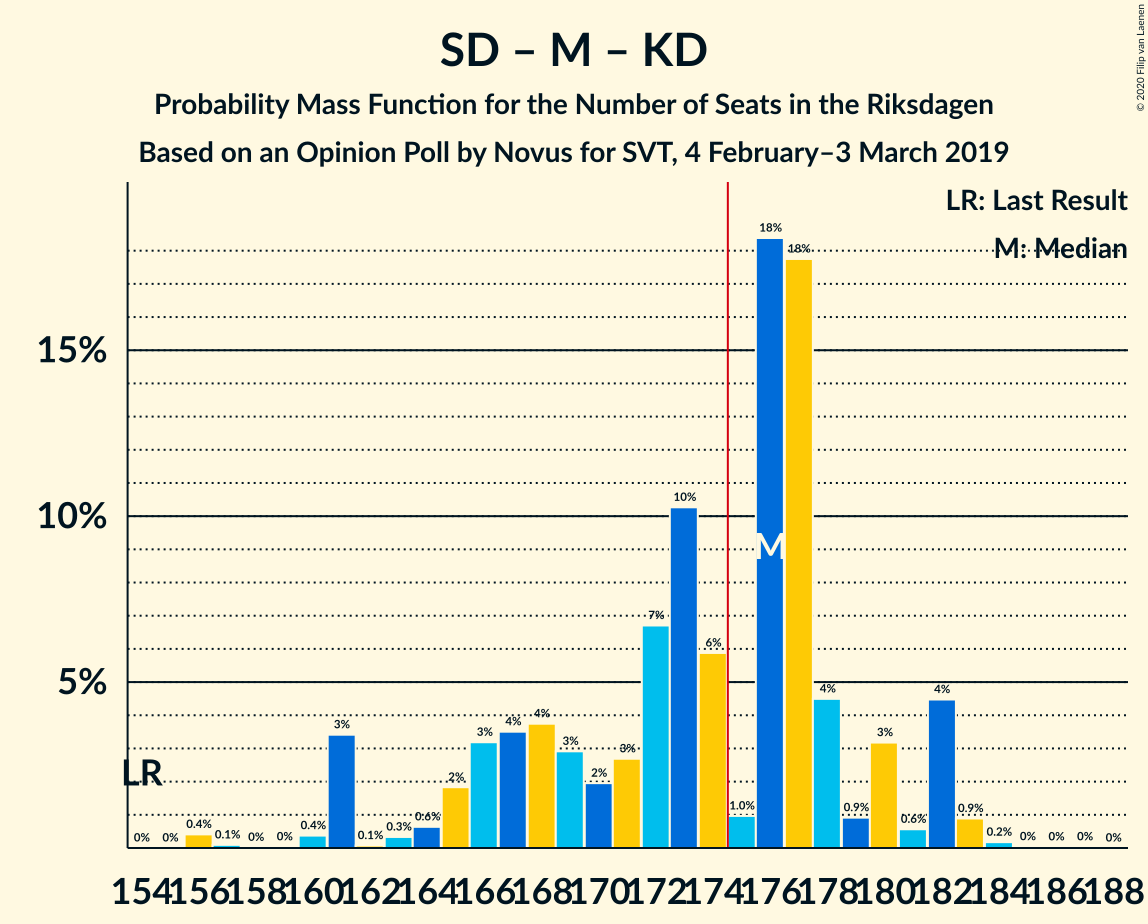 © 2020 Filip van Laenen
SD – M – KD
Probability Mass Function for the Number of Seats in the Riksdagen
Based on an Opinion Poll by Novus for SVT, 4 February–3 March 2019
LR: Last Result
M: Median
15%
10%
5%
LR
M
0% 0% 0.4% 0.1% 0% 0% 0.4% 3% 0.1% 0.3% 0.6% 2% 3% 4% 4% 3% 2% 3% 7% 10% 6% 1.0% 18% 18% 4% 0.9% 3% 0.6% 4% 0.9% 0.2% 0% 0% 0% 0%
154 156 158 160 162 164 166 168 170 172 174 176 178 180 182 184 186 188